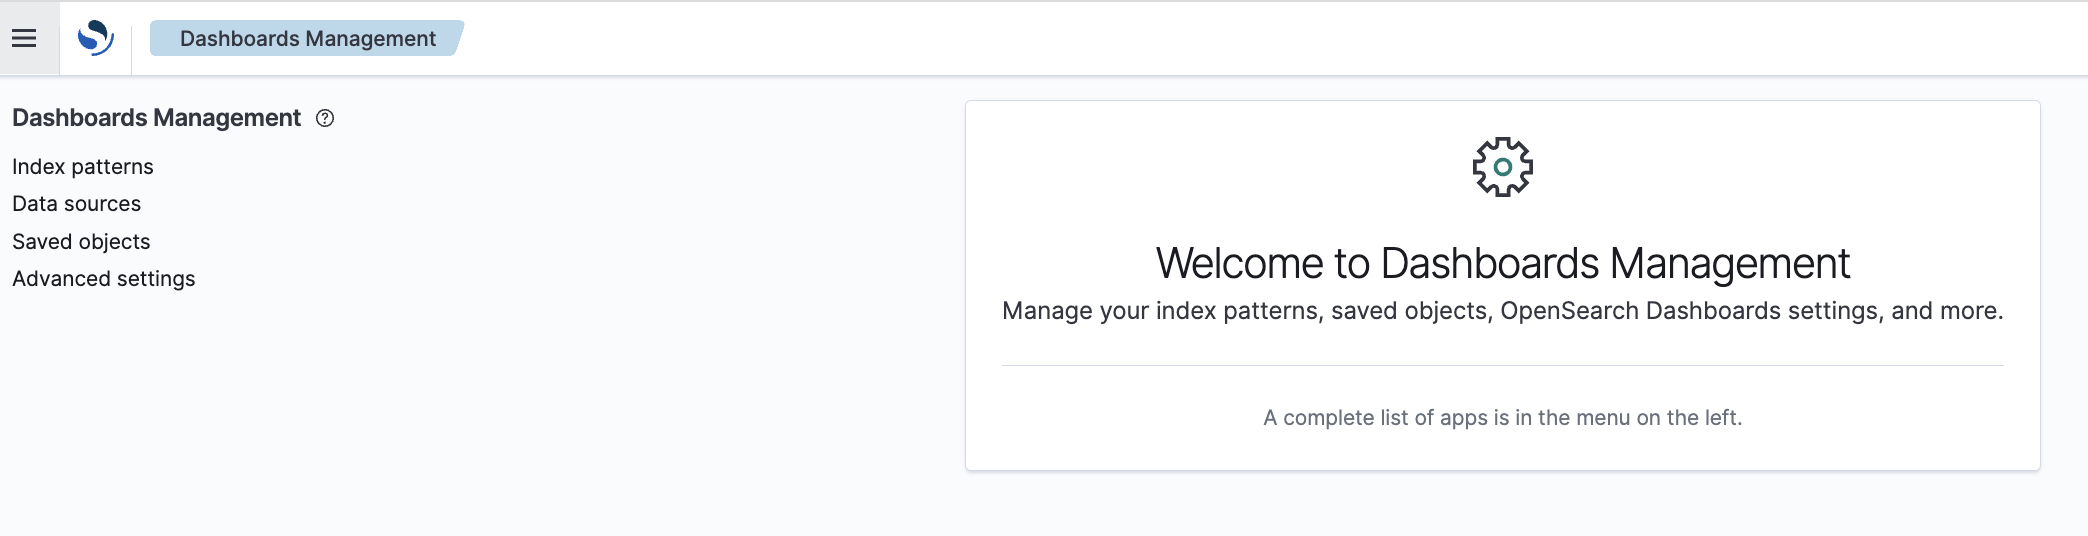 Dashboards Management
Dashboards Management
Index patterns
Data sources
Saved objects
Advanced settings
Welcome to Dashboards Management
Manage your index patterns, saved objects, OpenSearch Dashboards settings, and more.
A complete list of apps is in the menu on the left.